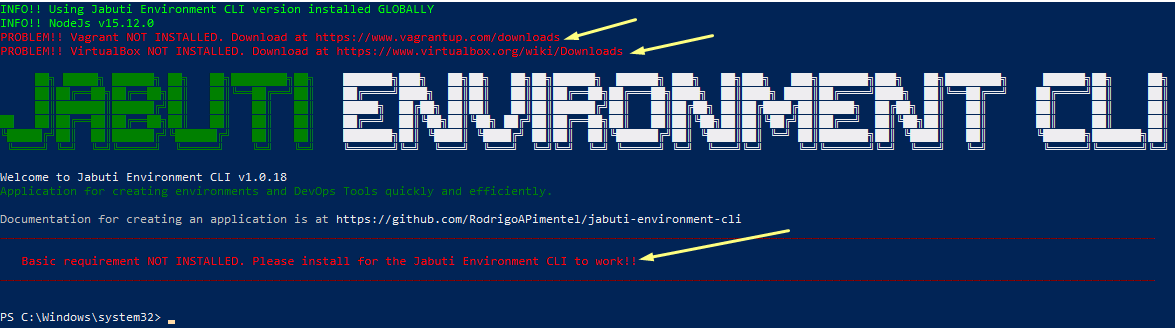 INFO!! Using Jabuti Environment CLI version installed GLOBALLY
INFO!! NodeJs v15.12.0
PROBLEM!! Vagrant NOT INSTALLED. Download at https://www.vagrantup.com/downloads
PROBLEM!! VirtualBox NOT INSTALLED. Download at https://www.virtualbox.org/wiki/Downloads
JABUTI ENVIRONMENT CLI
Welcome to Jabuti Environment CLI v1.0.18
Application for creating environments and DevOps Tools quickly and efficiently.
Documentation for creating an application is at https://github.com/RodrigoAPimentel/jabuti-environment-cli
Basic requirement NOT INSTALLED. Please install for the Jabuti Environment CLI to work!!
PS C:\Windows\system32>